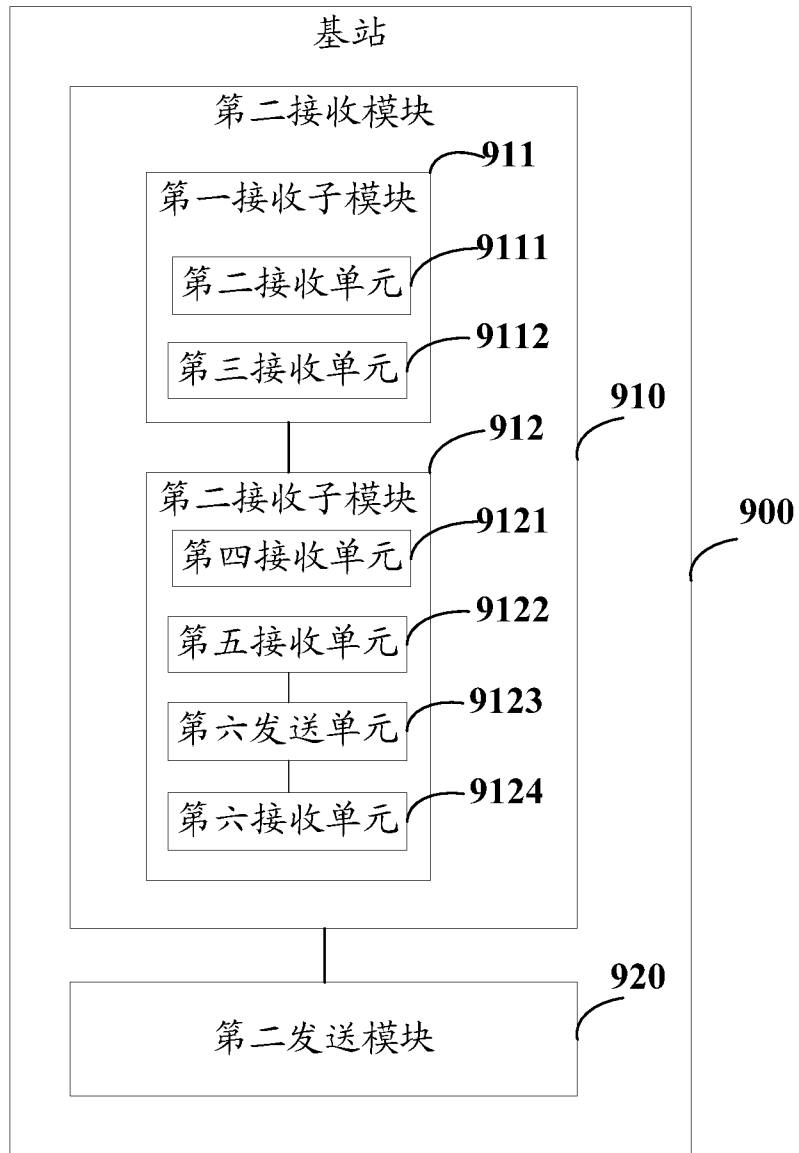 基站
第二接收模块
911
第一接收子模块
9111
第二接收单元
9112
第三接收单元
910
912
第二接收子模块
900
9121
第四接收单元
9122
第五接收单元
9123
第六发送单元
9124
第六接收单元
920
第二发送模块